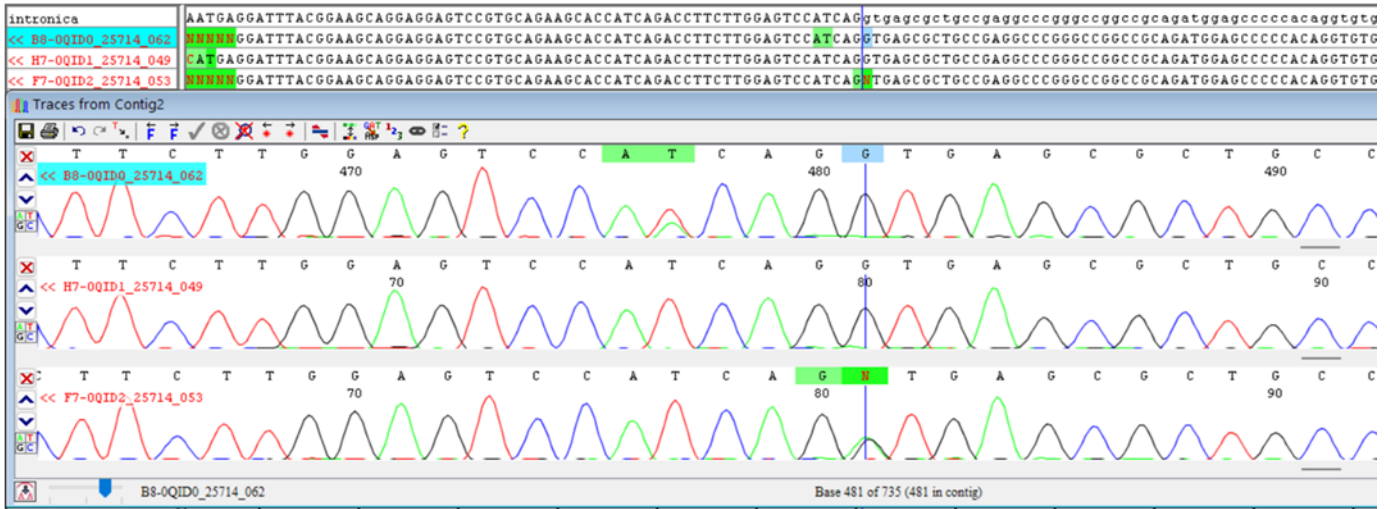 intronica AATGAGGATTTACGGAAGCAGGAGGAGTCCGTGCAGAAGCACCATCAGACCTTCTTGGAGTCCATCAGgtgagcgctgccgaggcccgggccggccgcagatggagcccccacaggtgtg
<< B8-0QID0_25714_062 NNNNNGGATTTACGGAAGCAGGAGGAGTCCGTGCAGAAGCACCATCAGACCTTCTTGGAGTCCATCAGGTGAGCGCTGCCGAGGCCCGGGCCGGCCGCAGATGGAGCCCCCACAGGTGTG
<< H7-0QID1_25714_049 CATGAGGATTTACGGAAGCAGGAGGAGTCCGTGCAGAAGCACCATCAGACCTTCTTGGAGTCCATCAGGTGAGCGCTGCCGAGGCCCGGGCCGGCCGCAGATGGAGCCCCCACAGGTGTG
<< F7-0QID2_25714_053 NNNNNGGATTTACGGAAGCAGGAGGAGTCCGTGCAGAAGCACCATCAGACCTTCTTGGAGTCCATCAGNTGAGCGCTGCCGAGGCCCGGGCCGGCCGCAGATGGAGCCCCCACAGGTGTG
Traces from Contig2
T T C T T G G A G T C C A T C A G G T G A G C G C T G C C
470 480 490
<< B8-0QID0_25714_062
T T C T T G G A G T C C A T C A G G T G A G C G C T G C C
70 80 90
<< H7-0QID1_25714_049
C T T C T T G G A G T C C A T C A G N T G A G C G C T G C C
70 80 90
<< F7-0QID2_25714_053
B8-0QID0_25714_062 Base 481 of 735 (481 in contig)